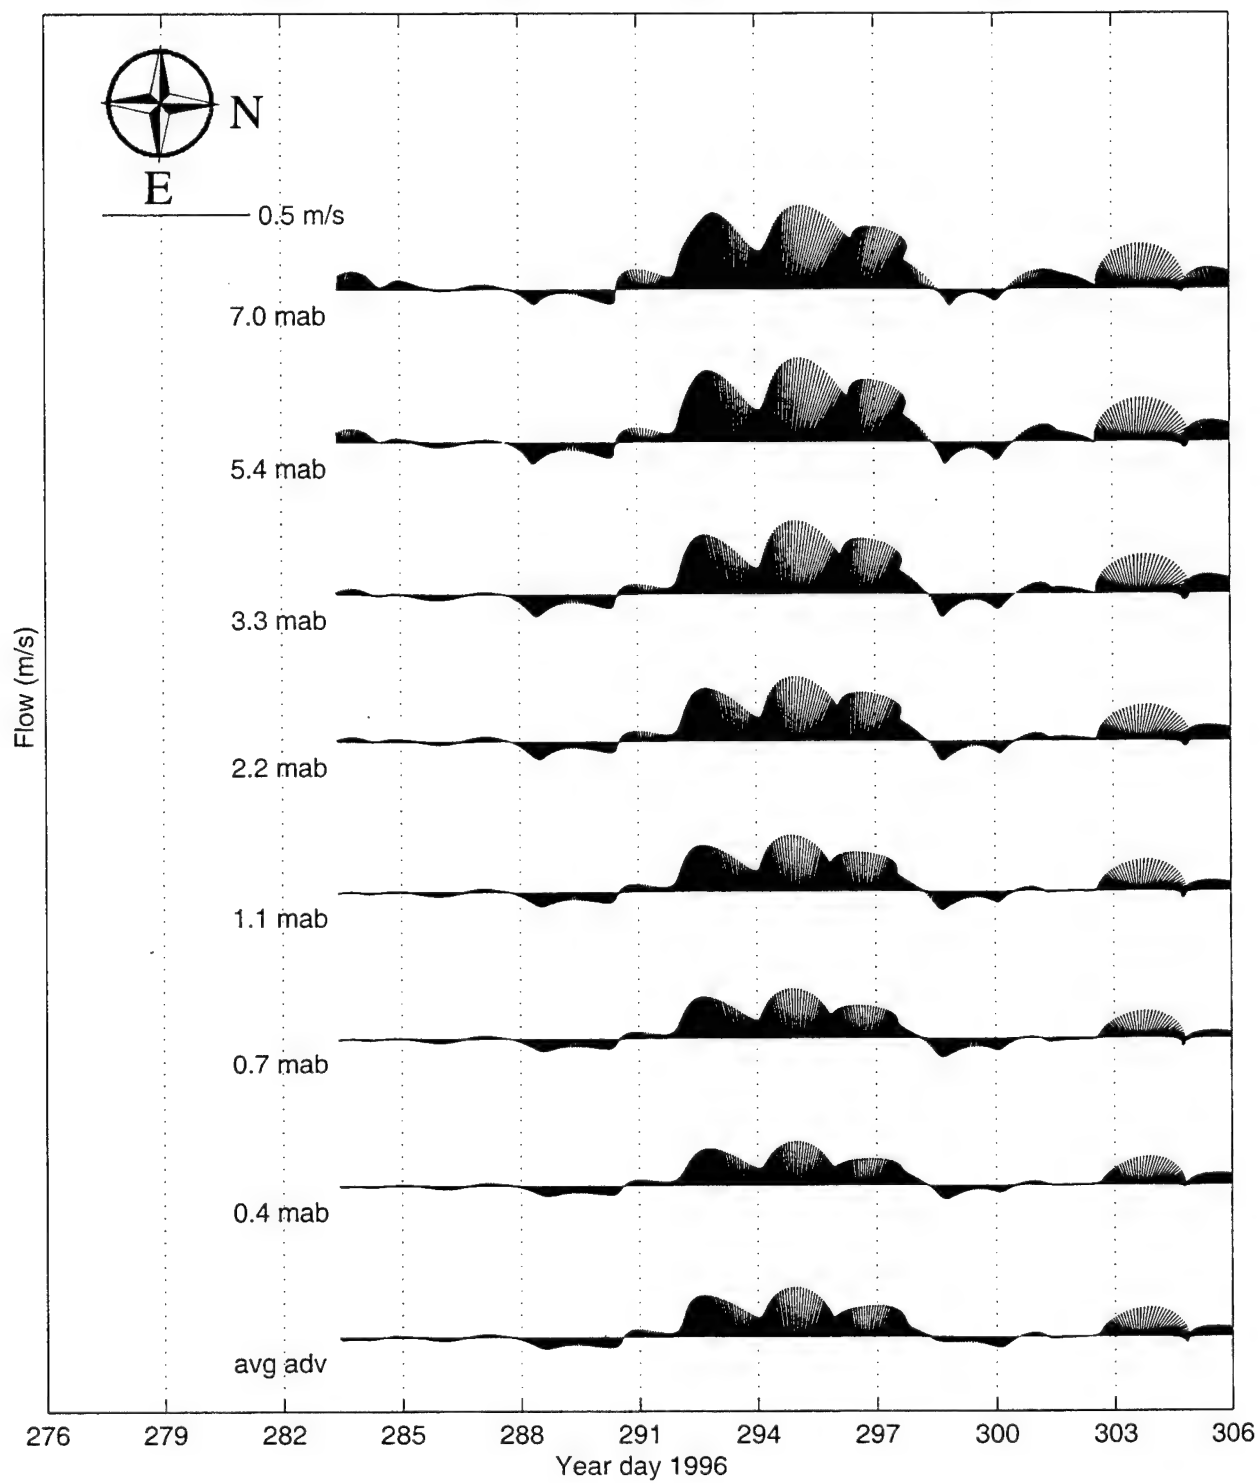 N
E
0.5 m/s
7.0 mab
5.4 mab
3.3 mab
Flow (m/s)
2.2 mab
1.1 mab
0.7 mab
0.4 mab
avg adv
276 279 282 285 288 291 294 297 300 303 306
Year day 1996